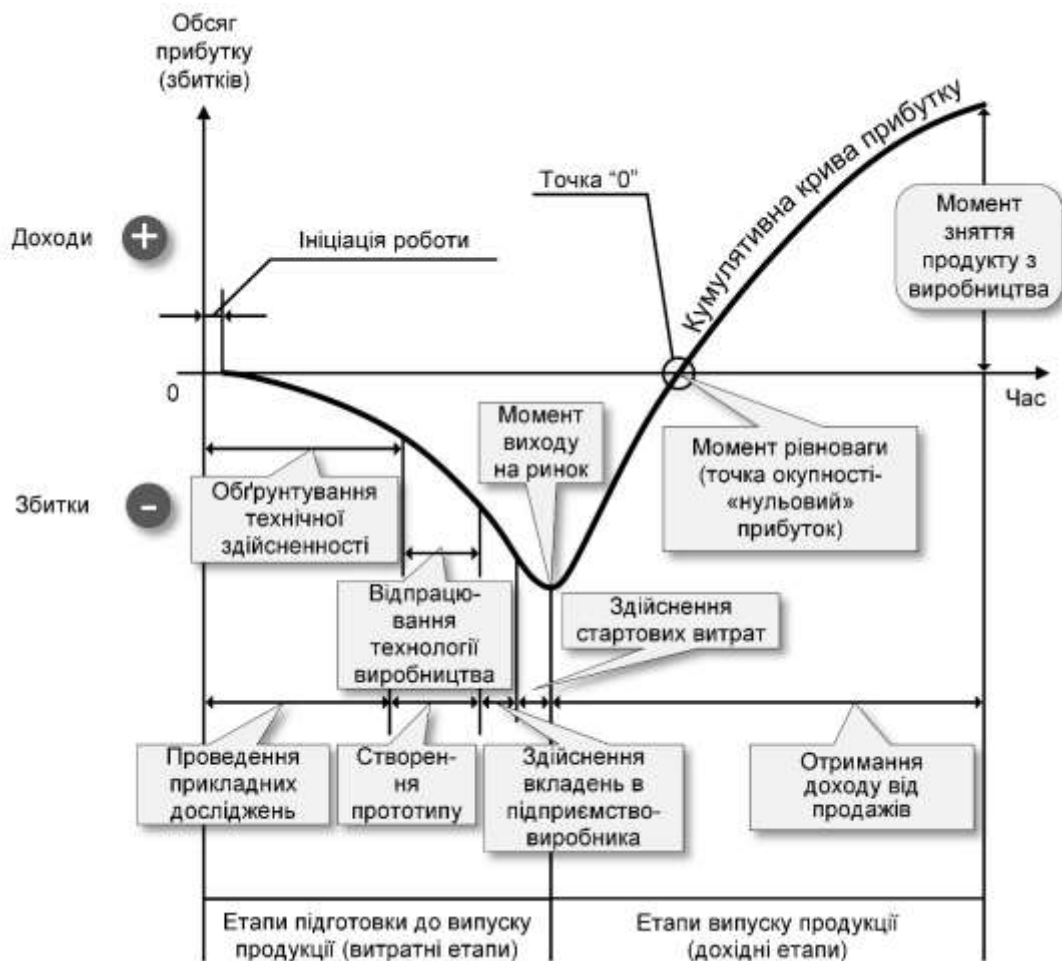 Обсяг
прибутку
(збитків)
Кумулятивна крива прибутку
Точка “0”
Момент
зняття
продукту з
виробництва
Доходи
+
Ініціація роботи
0
Час
Момент
виходу
на ринок
Момент рівноваги
(точка окупності-
«нульовий»
прибуток)
Збитки
-
Обґрунтування
технічної
здійсненності
Відпрацю-
вання
технології
виробництва
Здійснення
стартових витрат
Проведення
прикладних
досліджень
Створен-
ня
прототипу
Здійснення
вкладень в
підприємство-
виробника
Отримання
доходу від
продажів
Етапи підготовки до випуску
продукції (витратні етапи)
Етапи випуску продукції
(дохідні етапи)